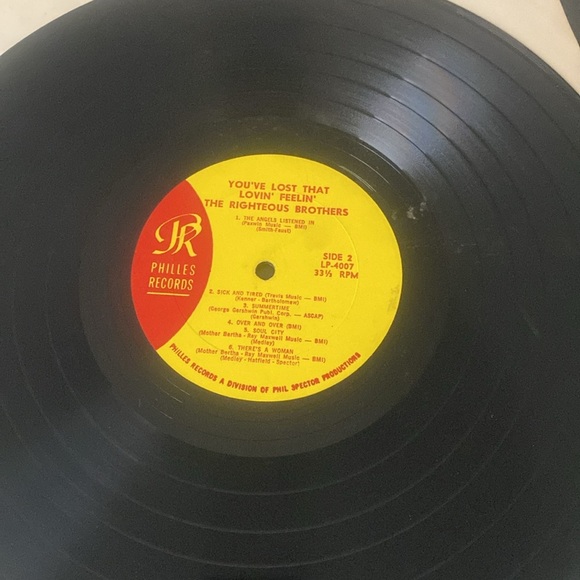 YOU'VE LOST THAT
LOVIN' FEELIN'
THE RIGHTEOUS BROTHERS
1. THE ANGELS LISTENED IN
(Paxwin Music — BMI)
(Smith-Faust)
PR
PHILLES
RECORDS
SIDE 2
LP-4007
33⅓ RPM
2. SICK AND TIRED (Travis Music — BMI)
(Kenner - Bartholomew)
3. SUMMERTIME
(George Gershwin Publ. Corp. — ASCAP)
(Gershwin)
4. OVER AND OVER (BMI)
5. SOUL CITY
(Mother Bertha - Ray Maxwell Music — BMI)
(Medley)
6. THERE'S A WOMAN
(Mother Bertha - Ray Maxwell Music — BMI)
(Medley - Hatfield - Spector)
PHILLES RECORDS A DIVISION OF PHIL SPECTOR PRODUCTIONS